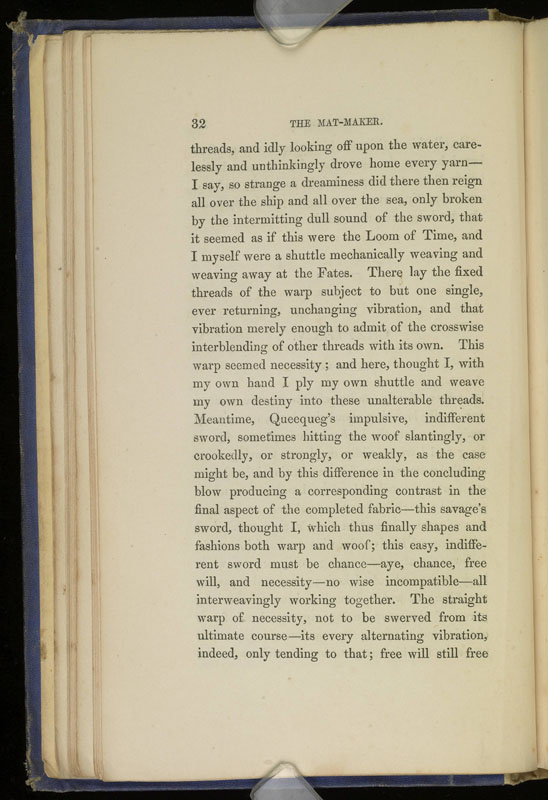 32 THE MAT-MAKER.
threads, and idly looking off upon the water, care-
lessly and unthinkingly drove home every yarn—
I say, so strange a dreaminess did there then reign
all over the ship and all over the sea, only broken
by the intermitting dull sound of the sword, that
it seemed as if this were the Loom of Time, and
I myself were a shuttle mechanically weaving and
weaving away at the Fates. There lay the fixed
threads of the warp subject to but one single,
ever returning, unchanging vibration, and that
vibration merely enough to admit of the crosswise
interblending of other threads with its own. This
warp seemed necessity; and here, thought I, with
my own hand I ply my own shuttle and weave
my own destiny into these unalterable threads.
Meantime, Queequeg's impulsive, indifferent
sword, sometimes hitting the woof slantingly, or
crookedly, or strongly, or weakly, as the case
might be, and by this difference in the concluding
blow producing a corresponding contrast in the
final aspect of the completed fabric—this savage's
sword, thought I, which thus finally shapes and
fashions both warp and woof; this easy, indiffe-
rent sword must be chance—aye, chance, free
will, and necessity—no wise incompatible—all
interweavingly working together. The straight
warp of necessity, not to be swerved from its
ultimate course—its every alternating vibration,
indeed, only tending to that; free will still free